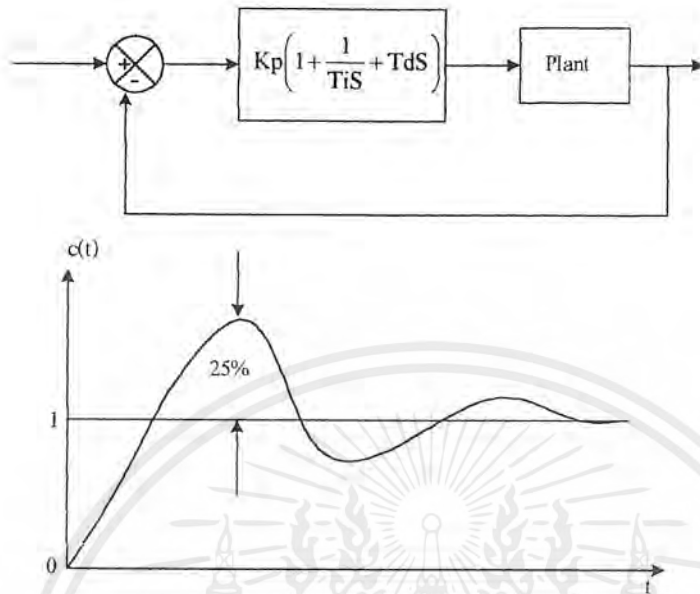 +
-
Kp(1 + 1/TiS + TdS)
Plant
c(t)
25%
1
0
t